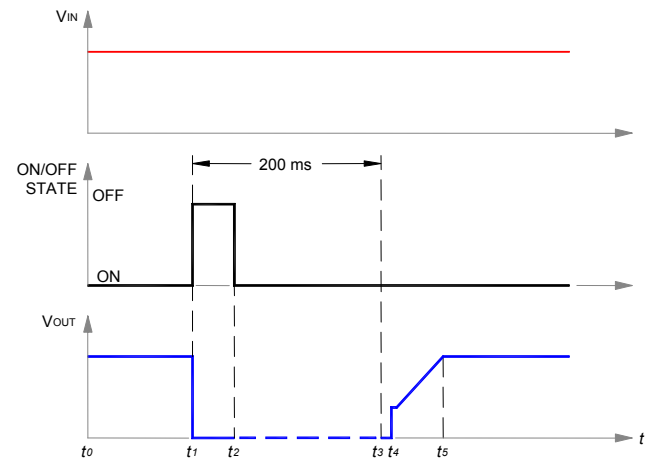 VIN
200 ms
ON/OFF
STATE
OFF
ON
VOUT
t
t0 t1 t2 t3 t4 t5